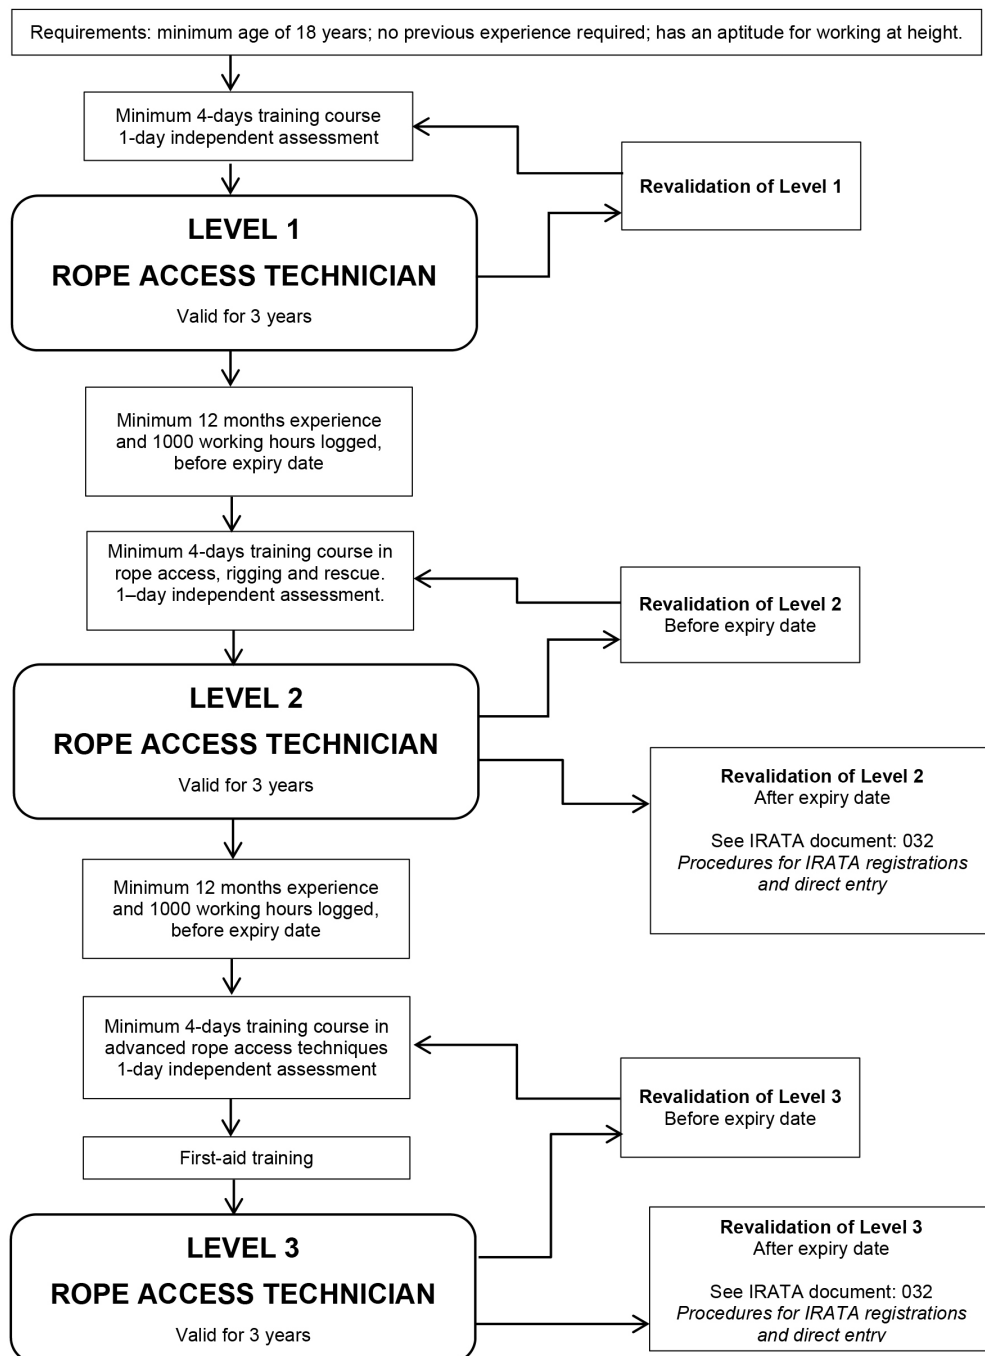 Requirements: minimum age of 18 years; no previous experience required; has an aptitude for working at height.
Minimum 4-days training course
1-day independent assessment
Revalidation of Level 1
LEVEL 1
ROPE ACCESS TECHNICIAN
Valid for 3 years
Minimum 12 months experience
and 1000 working hours logged,
before expiry date
Minimum 4-days training course in
rope access, rigging and rescue.
1–day independent assessment.
Revalidation of Level 2
Before expiry date
LEVEL 2
ROPE ACCESS TECHNICIAN
Valid for 3 years
Revalidation of Level 2
After expiry date
See IRATA document: 032
Procedures for IRATA registrations
and direct entry
Minimum 12 months experience
and 1000 working hours logged,
before expiry date
Minimum 4-days training course in
advanced rope access techniques
1-day independent assessment
Revalidation of Level 3
Before expiry date
First-aid training
LEVEL 3
ROPE ACCESS TECHNICIAN
Valid for 3 years
Revalidation of Level 3
After expiry date
See IRATA document: 032
Procedures for IRATA registrations
and direct entry